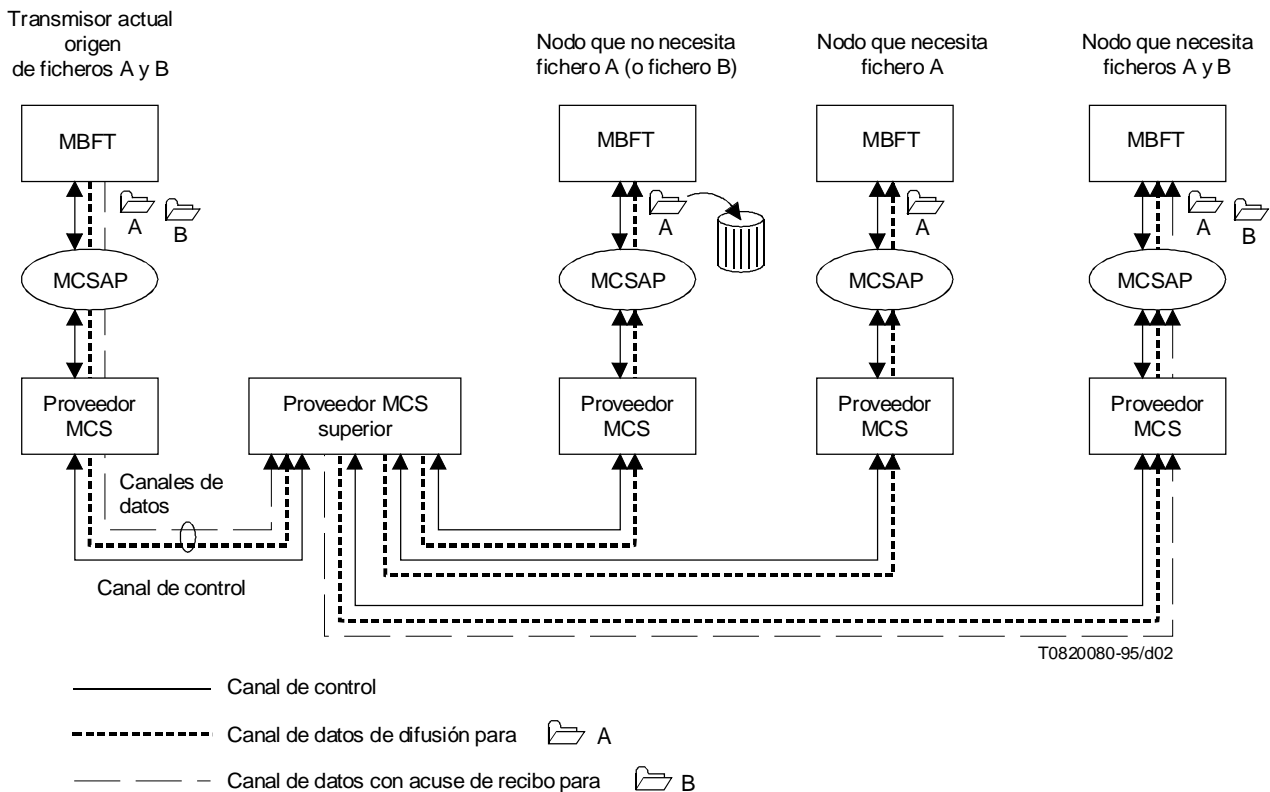 Transmisor actual
origen
de ficheros A y B
Nodo que no necesita
fichero A (o fichero B)
Nodo que necesita
fichero A
Nodo que necesita
ficheros A y B
MBFT
MBFT
MBFT
MBFT
A
B
A
A
A
B
MCSAP
MCSAP
MCSAP
MCSAP
Proveedor
MCS
Proveedor MCS
superior
Proveedor
MCS
Proveedor
MCS
Proveedor
MCS
Canales de
datos
Canal de control
T0820080-95/d02
Canal de control
Canal de datos de difusión para A
Canal de datos con acuse de recibo para B